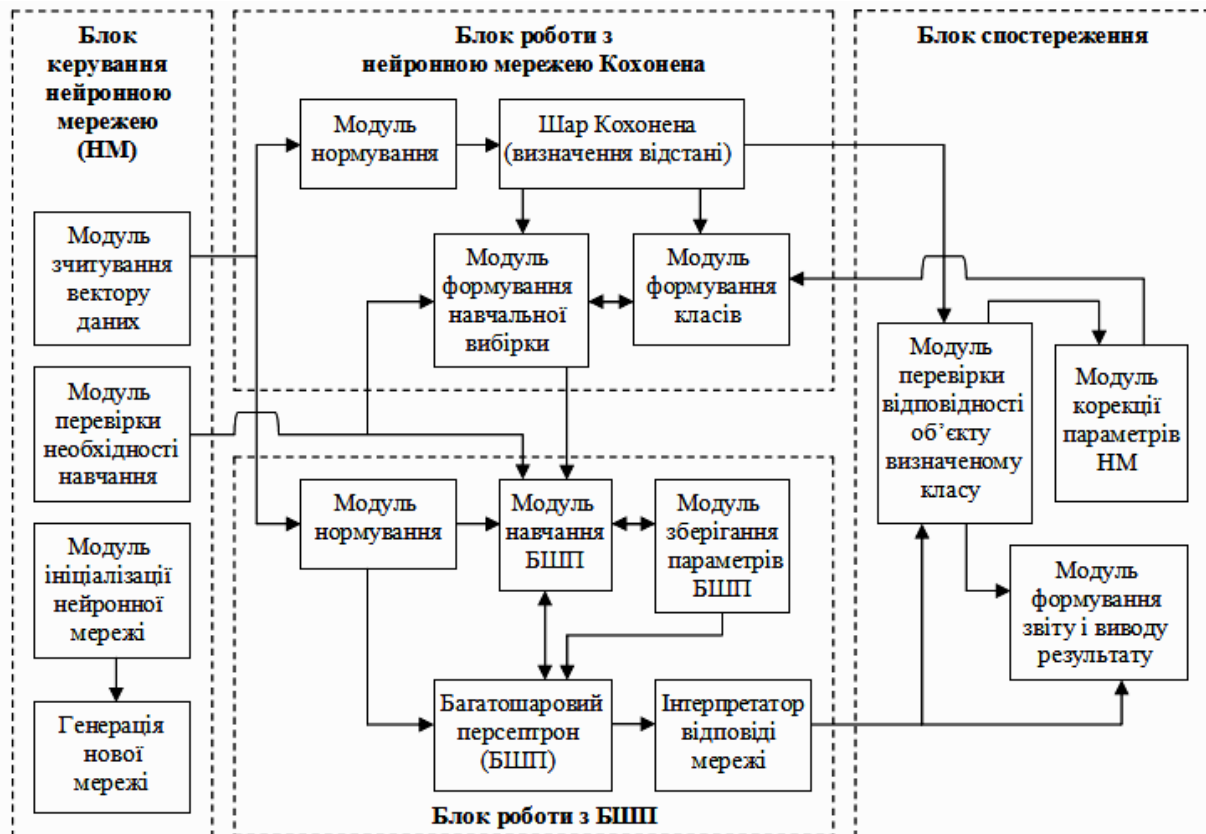 Блок
керування
нейронною
мережею
(НМ)
Модуль
зчитування
вектору
даних
Модуль
перевірки
необхідності
навчання
Модуль
ініціалізації
нейронної
мережі
Генерація
нової
мережі
Блок роботи з
нейронною мережею Кохонена
Модуль
нормування
Шар Кохонена
(визначення відстані)
Модуль
формування
навчальної
вибірки
Модуль
формування
класів
Модуль
нормування
Модуль
навчання
БШП
Модуль
зберігання
параметрів
БШП
Багатошаровий
персептрон
(БШП)
Інтерпретатор
відповіді
мережі
Блок роботи з БШП
Блок спостереження
Модуль
перевірки
відповідності
об’єкту
визначеному
класу
Модуль
корекції
параметрів
НМ
Модуль
формування
звіту і виводу
результату